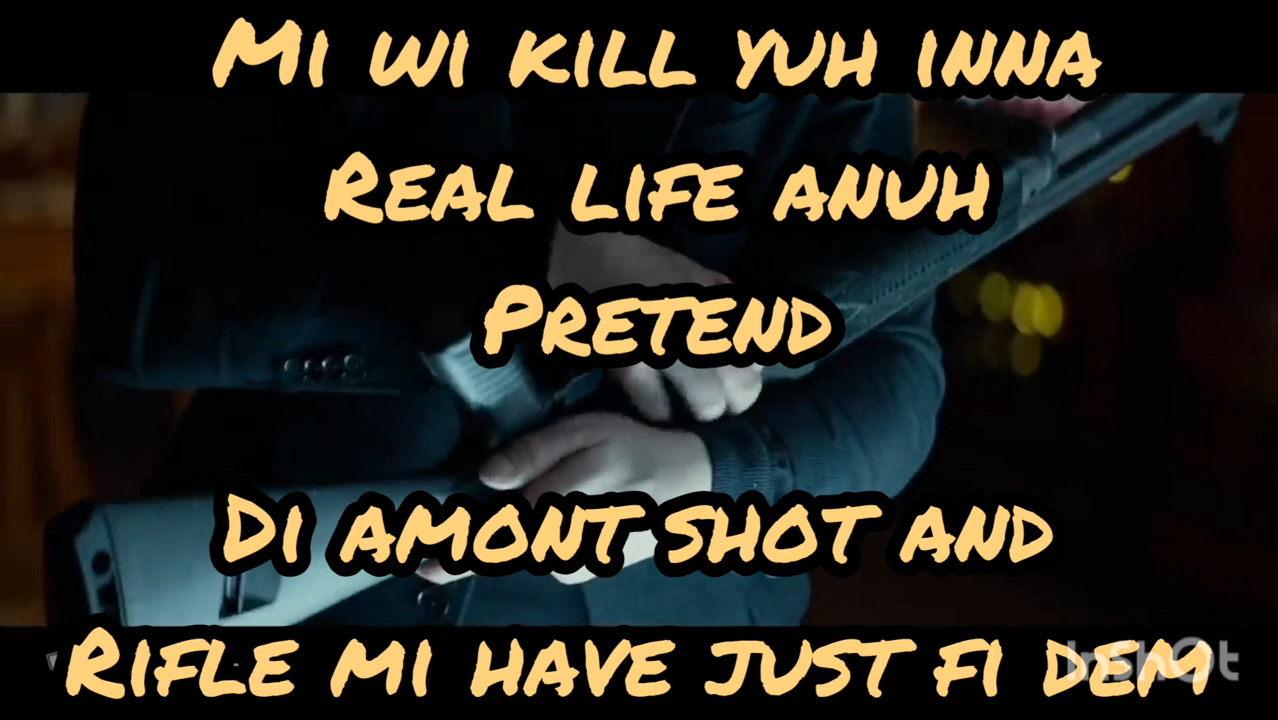 Mi wi kill yuh inna
Real life anuh
Pretend
Di amont shot and
Rifle mi have just fi dem
InShOt